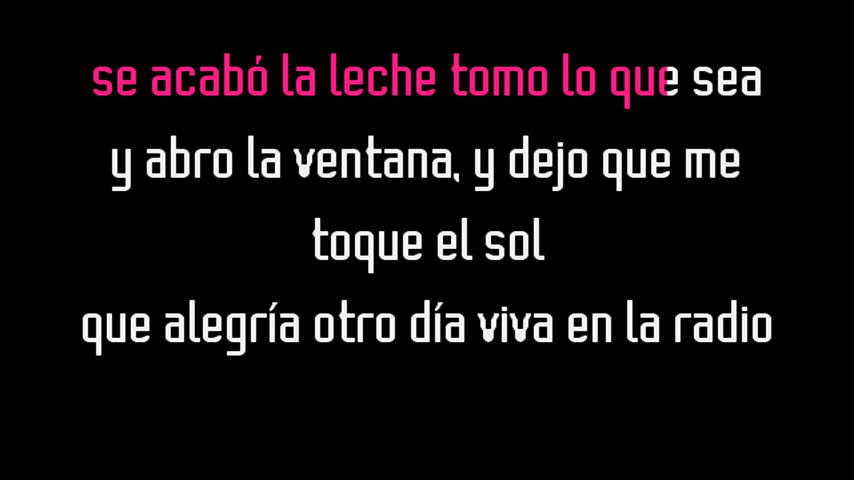 se acabó la leche tomo lo que sea
y abro la ventana, y dejo que me
toque el sol
que alegría otro día viva en la radio